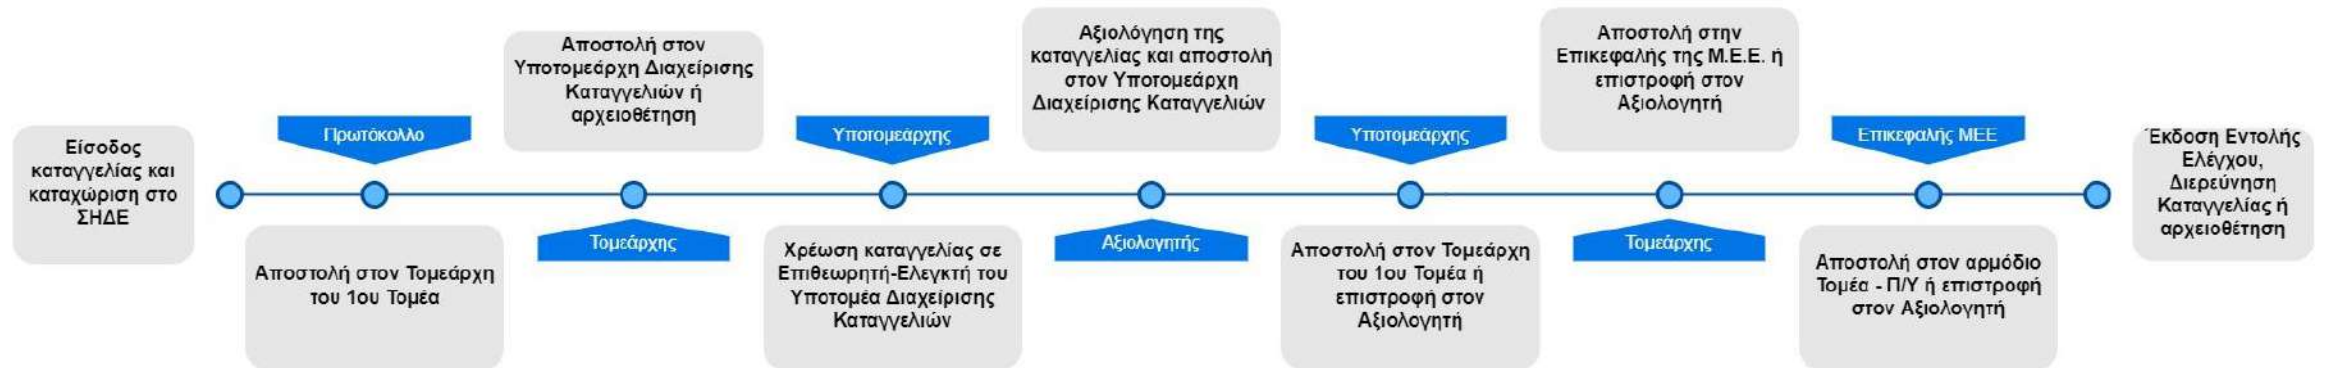 Είσοδος
καταγγελίας και
καταχώριση στο
ΣΗΔΕ
Πρωτόκολλο
Αποστολή στον Τομεάρχη
του 1ου Τομέα
Αποστολή στον
Υποτομεάρχη Διαχείρισης
Καταγγελιών ή
αρχειοθέτηση
Τομεάρχης
Υποτομεάρχης
Χρέωση καταγγελίας σε
Επιθεωρητή-Ελεγκτή του
Υποτομέα Διαχείρισης
Καταγγελιών
Αξιολόγηση της
καταγγελίας και αποστολή
στον Υποτομεάρχη
Διαχείρισης Καταγγελιών
Αξιολογητής
Υποτομεάρχης
Αποστολή στον Τομεάρχη
του 1ου Τομέα ή
επιστροφή στον
Αξιολογητή
Αποστολή στην
Επικεφαλής της Μ.Ε.Ε. ή
επιστροφή στον
Αξιολογητή
Τομεάρχης
Επικεφαλής ΜΕΕ
Αποστολή στον αρμόδιο
Τομέα - Π/Υ ή επιστροφή
στον Αξιολογητή
Έκδοση Εντολής
Ελέγχου,
Διερεύνηση
Καταγγελίας ή
αρχειοθέτηση